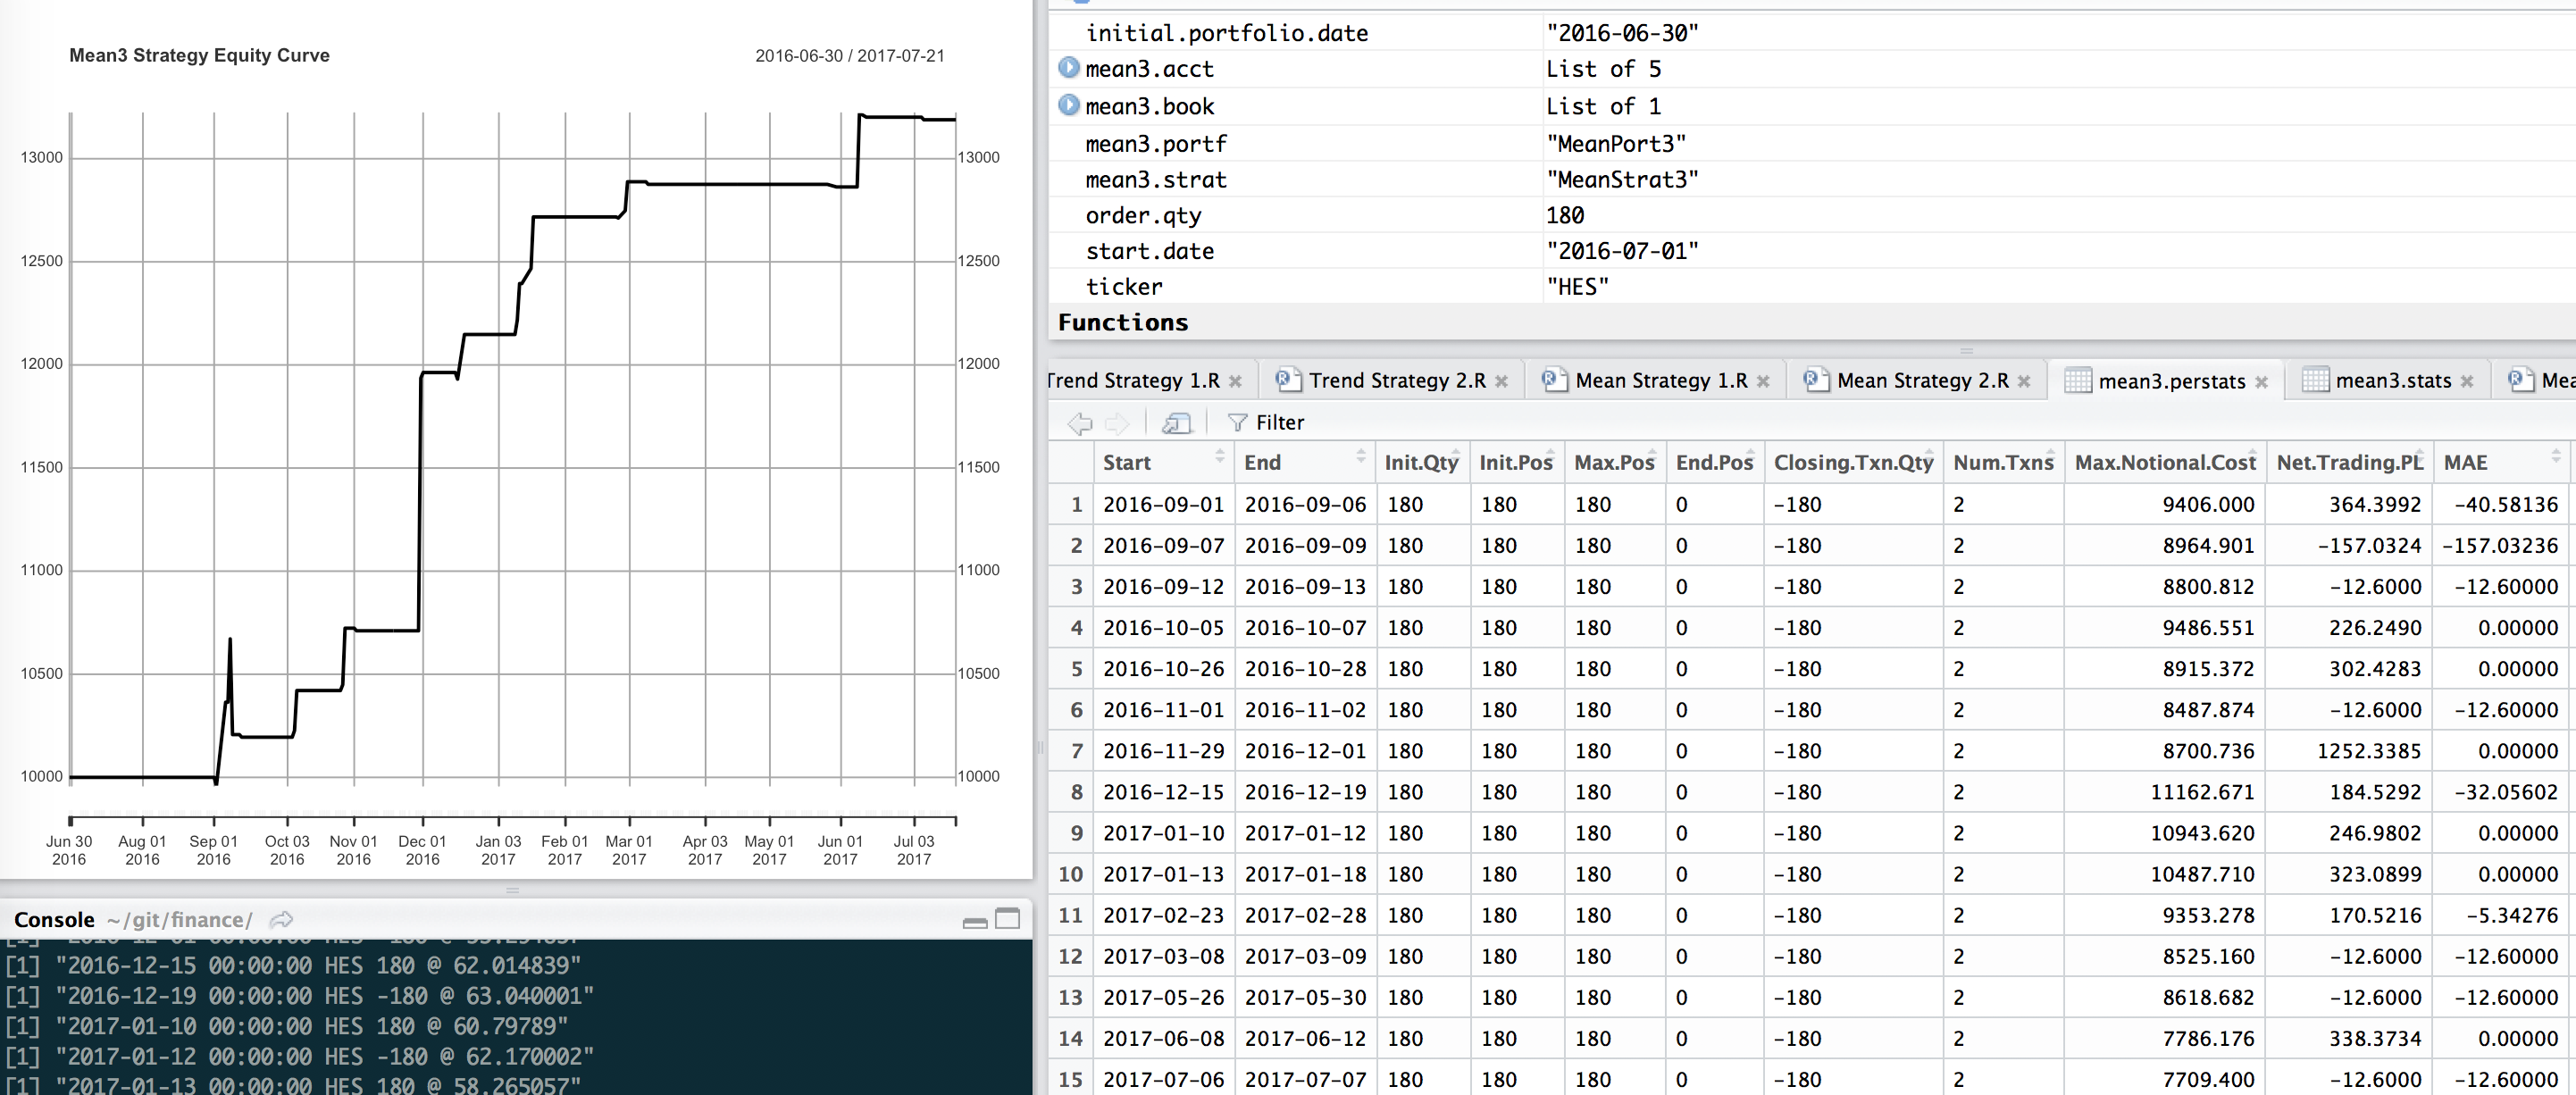 Mean3 Strategy Equity Curve 2016-06-30 / 2017-07-21
13000 13000
12500 12500
12000 12000
11500 11500
11000 11000
10500 10500
10000 10000
Jun 30 Aug 01 Sep 01 Oct 03 Nov 01 Dec 01 Jan 03 Feb 01 Mar 01 Apr 03 May 01 Jun 01 Jul 03
2016 2016 2016 2016 2016 2016 2017 2017 2017 2017 2017 2017 2017
Console ~/git/finance/
[1] "2016-12-15 00:00:00 HES 180 @ 62.014839"
[1] "2016-12-19 00:00:00 HES -180 @ 63.040001"
[1] "2017-01-10 00:00:00 HES 180 @ 60.79789"
[1] "2017-01-12 00:00:00 HES -180 @ 62.170002"
[1] "2017-01-13 00:00:00 HES 180 @ 58.265057"
initial.portfolio.date "2016-06-30"
mean3.acct List of 5
mean3.book List of 1
mean3.portf "MeanPort3"
mean3.strat "MeanStrat3"
order.qty 180
start.date "2016-07-01"
ticker "HES"
Functions
Trend Strategy 1.R Trend Strategy 2.R Mean Strategy 1.R Mean Strategy 2.R mean3.perstats mean3.stats Mea
Filter
Start End Init.Qty Init.Pos Max.Pos End.Pos Closing.Txn.Qty Num.Txns Max.Notional.Cost Net.Trading.PL MAE
1 2016-09-01 2016-09-06 180 180 180 0 -180 2 9406.000 364.3992 -40.58136
2 2016-09-07 2016-09-09 180 180 180 0 -180 2 8964.901 -157.0324 -157.03236
3 2016-09-12 2016-09-13 180 180 180 0 -180 2 8800.812 -12.6000 -12.60000
4 2016-10-05 2016-10-07 180 180 180 0 -180 2 9486.551 226.2490 0.00000
5 2016-10-26 2016-10-28 180 180 180 0 -180 2 8915.372 302.4283 0.00000
6 2016-11-01 2016-11-02 180 180 180 0 -180 2 8487.874 -12.6000 -12.60000
7 2016-11-29 2016-12-01 180 180 180 0 -180 2 8700.736 1252.3385 0.00000
8 2016-12-15 2016-12-19 180 180 180 0 -180 2 11162.671 184.5292 -32.05602
9 2017-01-10 2017-01-12 180 180 180 0 -180 2 10943.620 246.9802 0.00000
10 2017-01-13 2017-01-18 180 180 180 0 -180 2 10487.710 323.0899 0.00000
11 2017-02-23 2017-02-28 180 180 180 0 -180 2 9353.278 170.5216 -5.34276
12 2017-03-08 2017-03-09 180 180 180 0 -180 2 8525.160 -12.6000 -12.60000
13 2017-05-26 2017-05-30 180 180 180 0 -180 2 8618.682 -12.6000 -12.60000
14 2017-06-08 2017-06-12 180 180 180 0 -180 2 7786.176 338.3734 0.00000
15 2017-07-06 2017-07-07 180 180 180 0 -180 2 7709.400 -12.6000 -12.60000